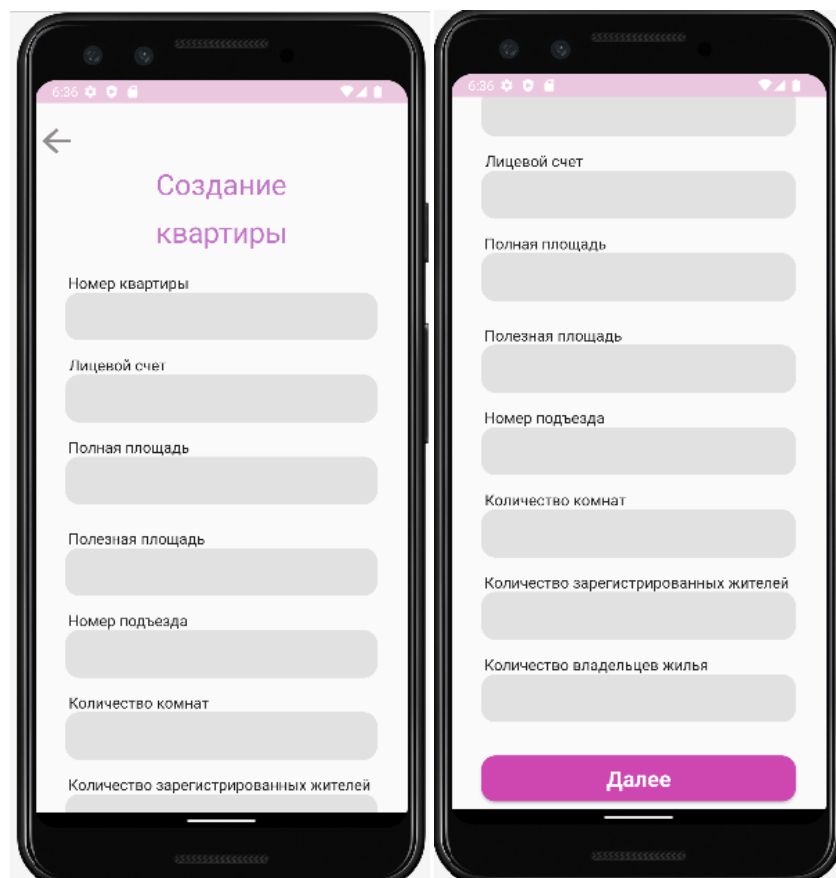 6:36
Создание
квартиры
Номер квартиры
Лицевой счет
Полная площадь
Полезная площадь
Номер подъезда
Количество комнат
Количество зарегистрированных жителей
6:36
Лицевой счет
Полная площадь
Полезная площадь
Номер подъезда
Количество комнат
Количество зарегистрированных жителей
Количество владельцев жилья
Далее